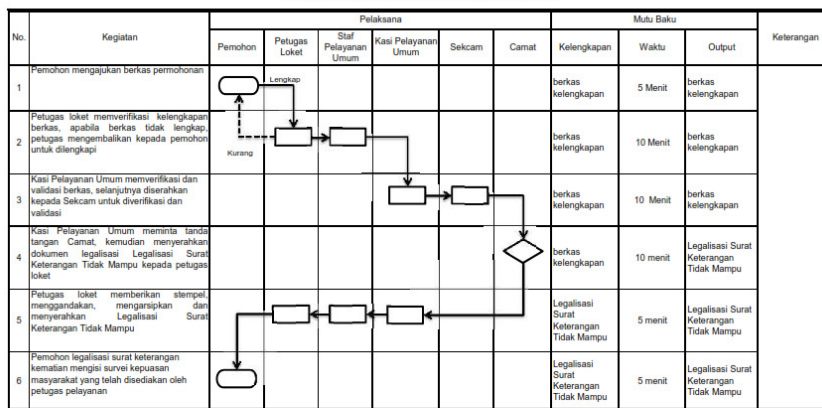 Pelaksana
Mutu Baku
No.
Kegiatan
Pemohon
Petugas
Loket
Staf
Pelayanan
Umum
Kasi Pelayanan
Umum
Sekcam
Camat
Kelengkapan
Waktu
Output
Keterangan
1
Pemohon mengajukan berkas permohonan
Lengkap
berkas
kelengkapan
5 Menit
berkas
kelengkapan
2
Petugas loket memverifikasi kelengkapan
berkas, apabila berkas tidak lengkap,
petugas mengembalikan kepada pemohon
untuk dilengkapi
Kurang
berkas
kelengkapan
10 Menit
berkas
kelengkapan
3
Kasi Pelayanan Umum memverifikasi dan
validasi berkas, selanjutnya diserahkan
kepada Sekcam untuk diverifikasi dan
validasi
berkas
kelengkapan
10 Menit
berkas
kelengkapan
4
Kasi Pelayanan Umum meminta tanda
tangan Camat, kemudian menyerahkan
dokumen legalisasi Legalisasi Surat
Keterangan Tidak Mampu kepada petugas
loket
berkas
kelengkapan
10 menit
Legalisasi Surat
Keterangan
Tidak Mampu
5
Petugas loket memberikan stempel,
menggandakan, mengarsipkan dan
menyerahkan Legalisasi Surat
Keterangan Tidak Mampu
Legalisasi
Surat
Keterangan
Tidak Mampu
5 menit
Legalisasi Surat
Keterangan
Tidak Mampu
6
Pemohon legalisasi surat keterangan
kematian mengisi survei kepuasan
masyarakat yang telah disediakan oleh
petugas pelayanan
Legalisasi
Surat
Keterangan
Tidak Mampu
5 menit
Legalisasi Surat
Keterangan
Tidak Mampu